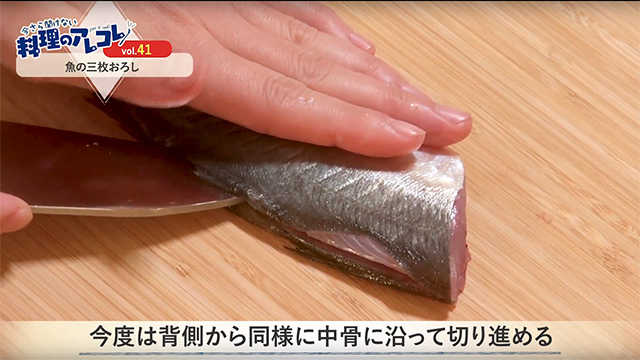 今さら聞けない
料理のアレコレ
vol.41
魚の三枚おろし
今度は背側から同様に中骨に沿って切り進める